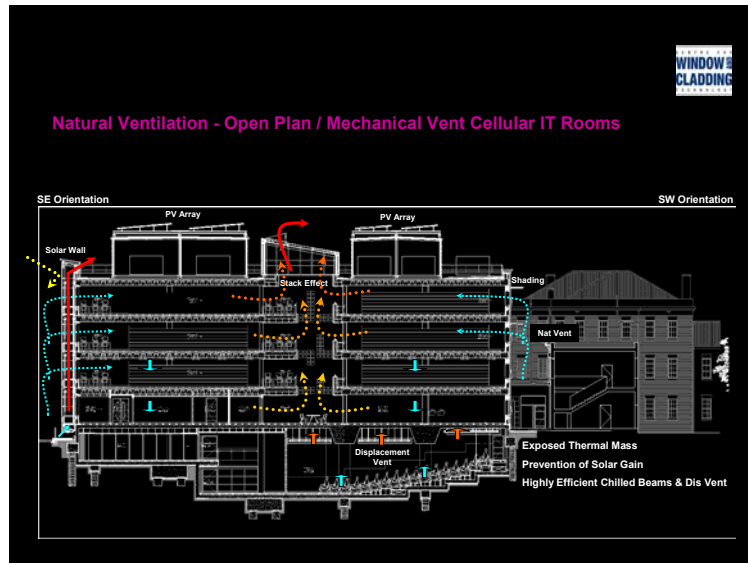 WINDOW
CLADDING
Natural Ventilation - Open Plan / Mechanical Vent Cellular IT Rooms
SE Orientation
SW Orientation
PV Array
PV Array
Solar Wall
Stack Effect
Shading
Nat Vent
Displacement
Vent
Exposed Thermal Mass
Prevention of Solar Gain
Highly Efficient Chilled Beams & Dis Vent